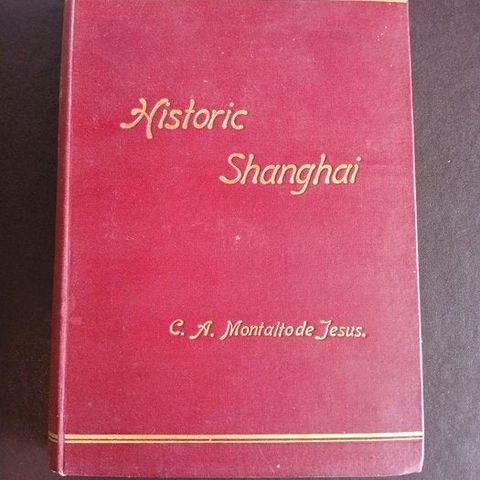 Historic
Shanghai
C. A. Montalto de Jesus.